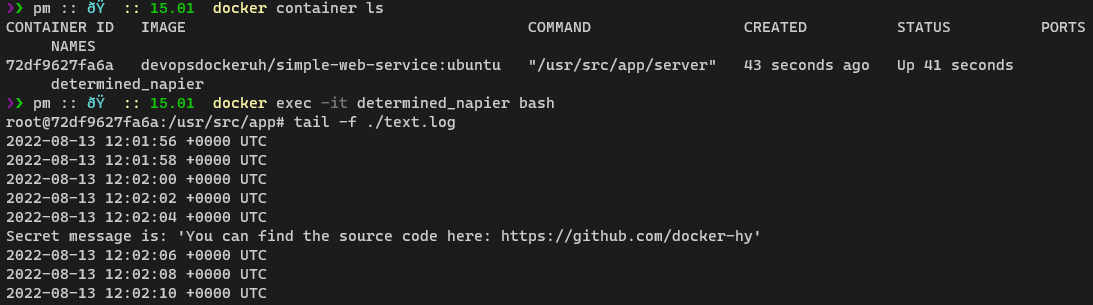 ❯❯ pm :: ðŸ  :: 15.01  docker container ls
CONTAINER ID   IMAGE                                     COMMAND                 CREATED          STATUS          PORTS
     NAMES
72df9627fa6a   devopsdockeruh/simple-web-service:ubuntu   "/usr/src/app/server"   43 seconds ago   Up 41 seconds
     determined_napier
❯❯ pm :: ðŸ  :: 15.01  docker exec -it determined_napier bash
root@72df9627fa6a:/usr/src/app# tail -f ./text.log
2022-08-13 12:01:56 +0000 UTC
2022-08-13 12:01:58 +0000 UTC
2022-08-13 12:02:00 +0000 UTC
2022-08-13 12:02:02 +0000 UTC
2022-08-13 12:02:04 +0000 UTC
Secret message is: 'You can find the source code here: https://github.com/docker-hy'
2022-08-13 12:02:06 +0000 UTC
2022-08-13 12:02:08 +0000 UTC
2022-08-13 12:02:10 +0000 UTC